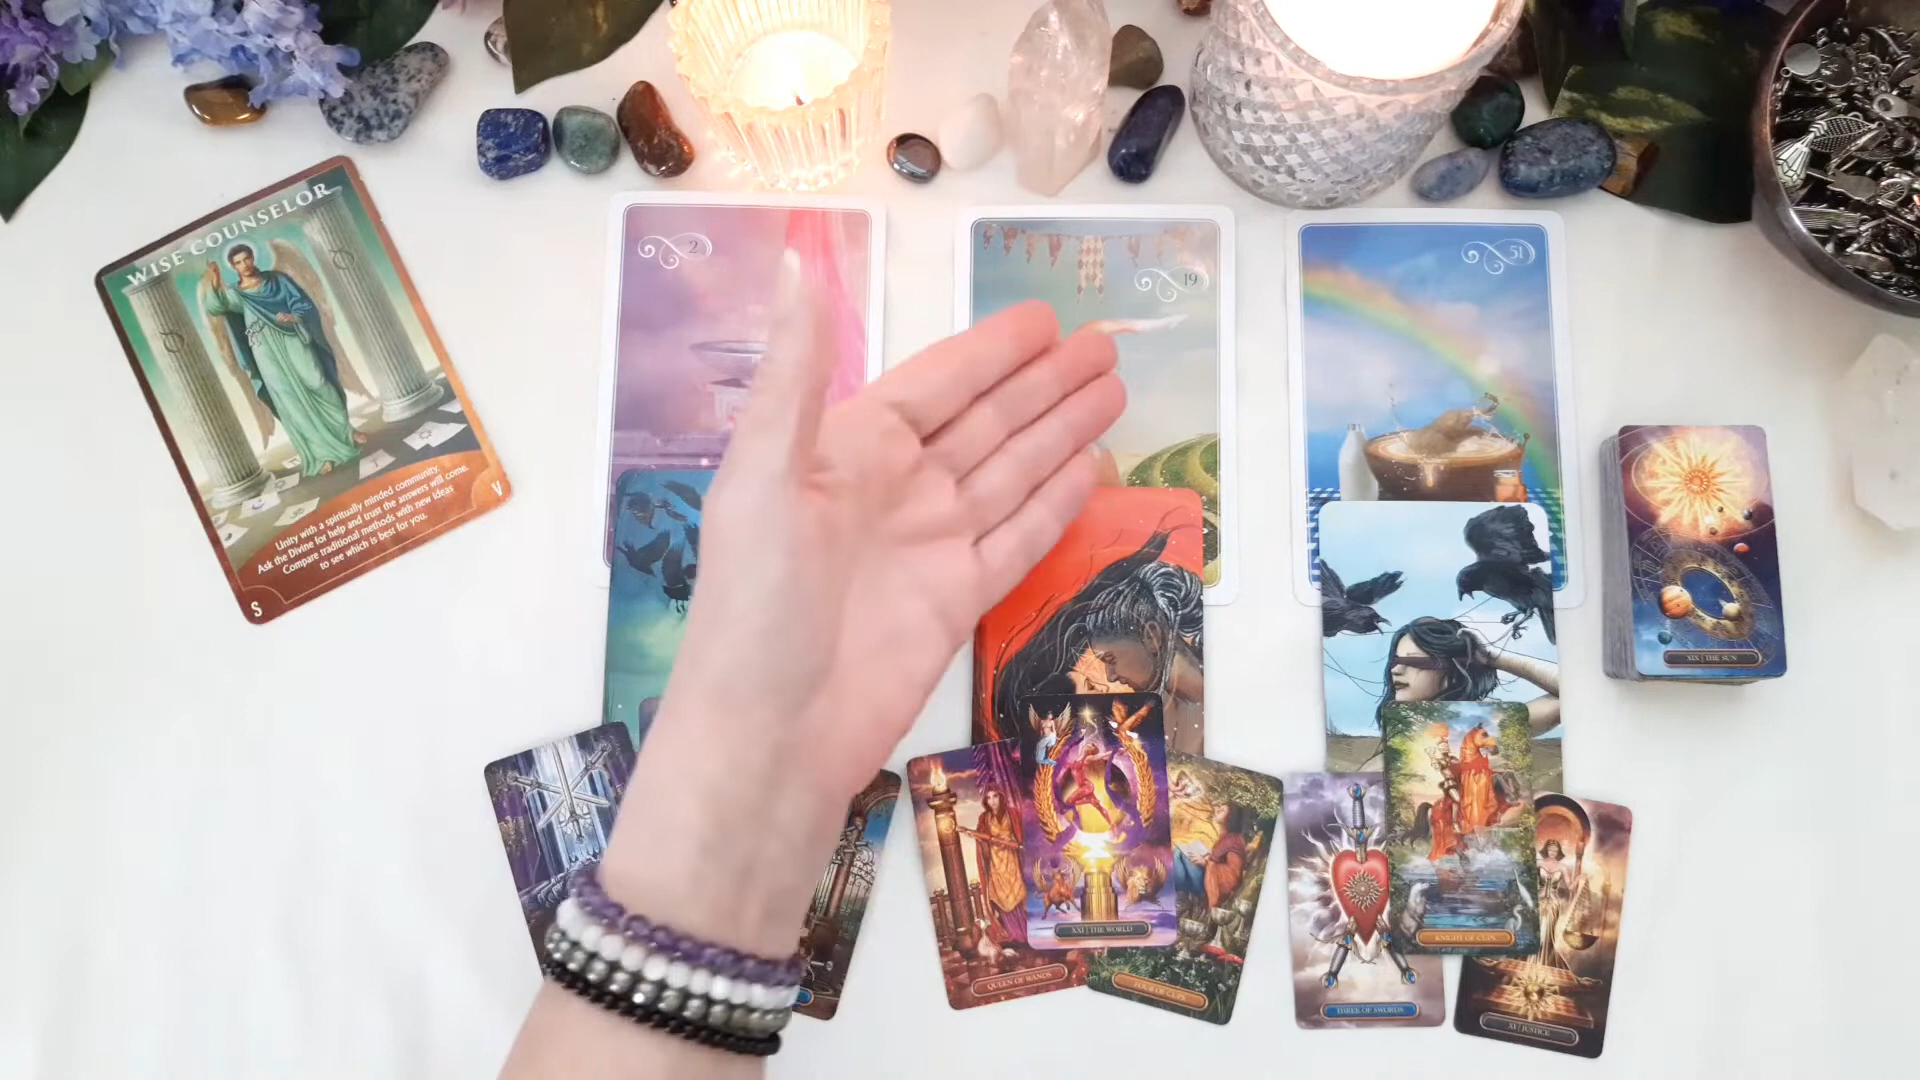 WISE COUNSELOR
Unity with a spiritually minded community.
Ask the Divine for help and trust the answers will come.
Compare traditional methods with new ideas
to see which is best for you.
S
V
2
19
51
XIX | THE SUN
XXI | THE WORLD
QUEEN OF WANDS
FOUR OF CUPS
KNIGHT OF CUPS
THREE OF SWORDS
XI | JUSTICE